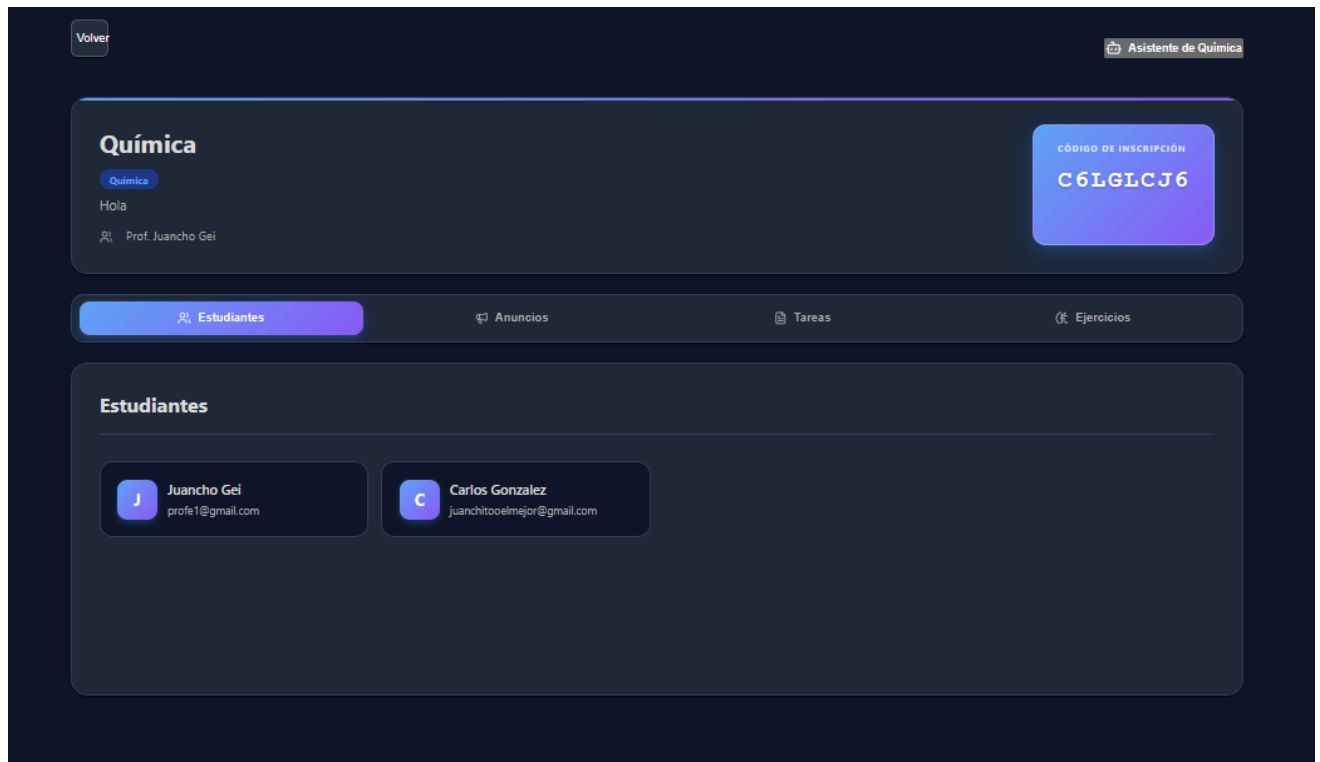 Volver
Asistente de Química
Química
Química
Hola
Prof. Juancho Gei
CÓDIGO DE INSCRIPCIÓN
C6LGLCJ6
Estudiantes
Anuncios
Tareas
Ejercicios
Estudiantes
J
Juancho Gei
profe1@gmail.com
C
Carlos Gonzalez
juanchitooelmejor@gmail.com